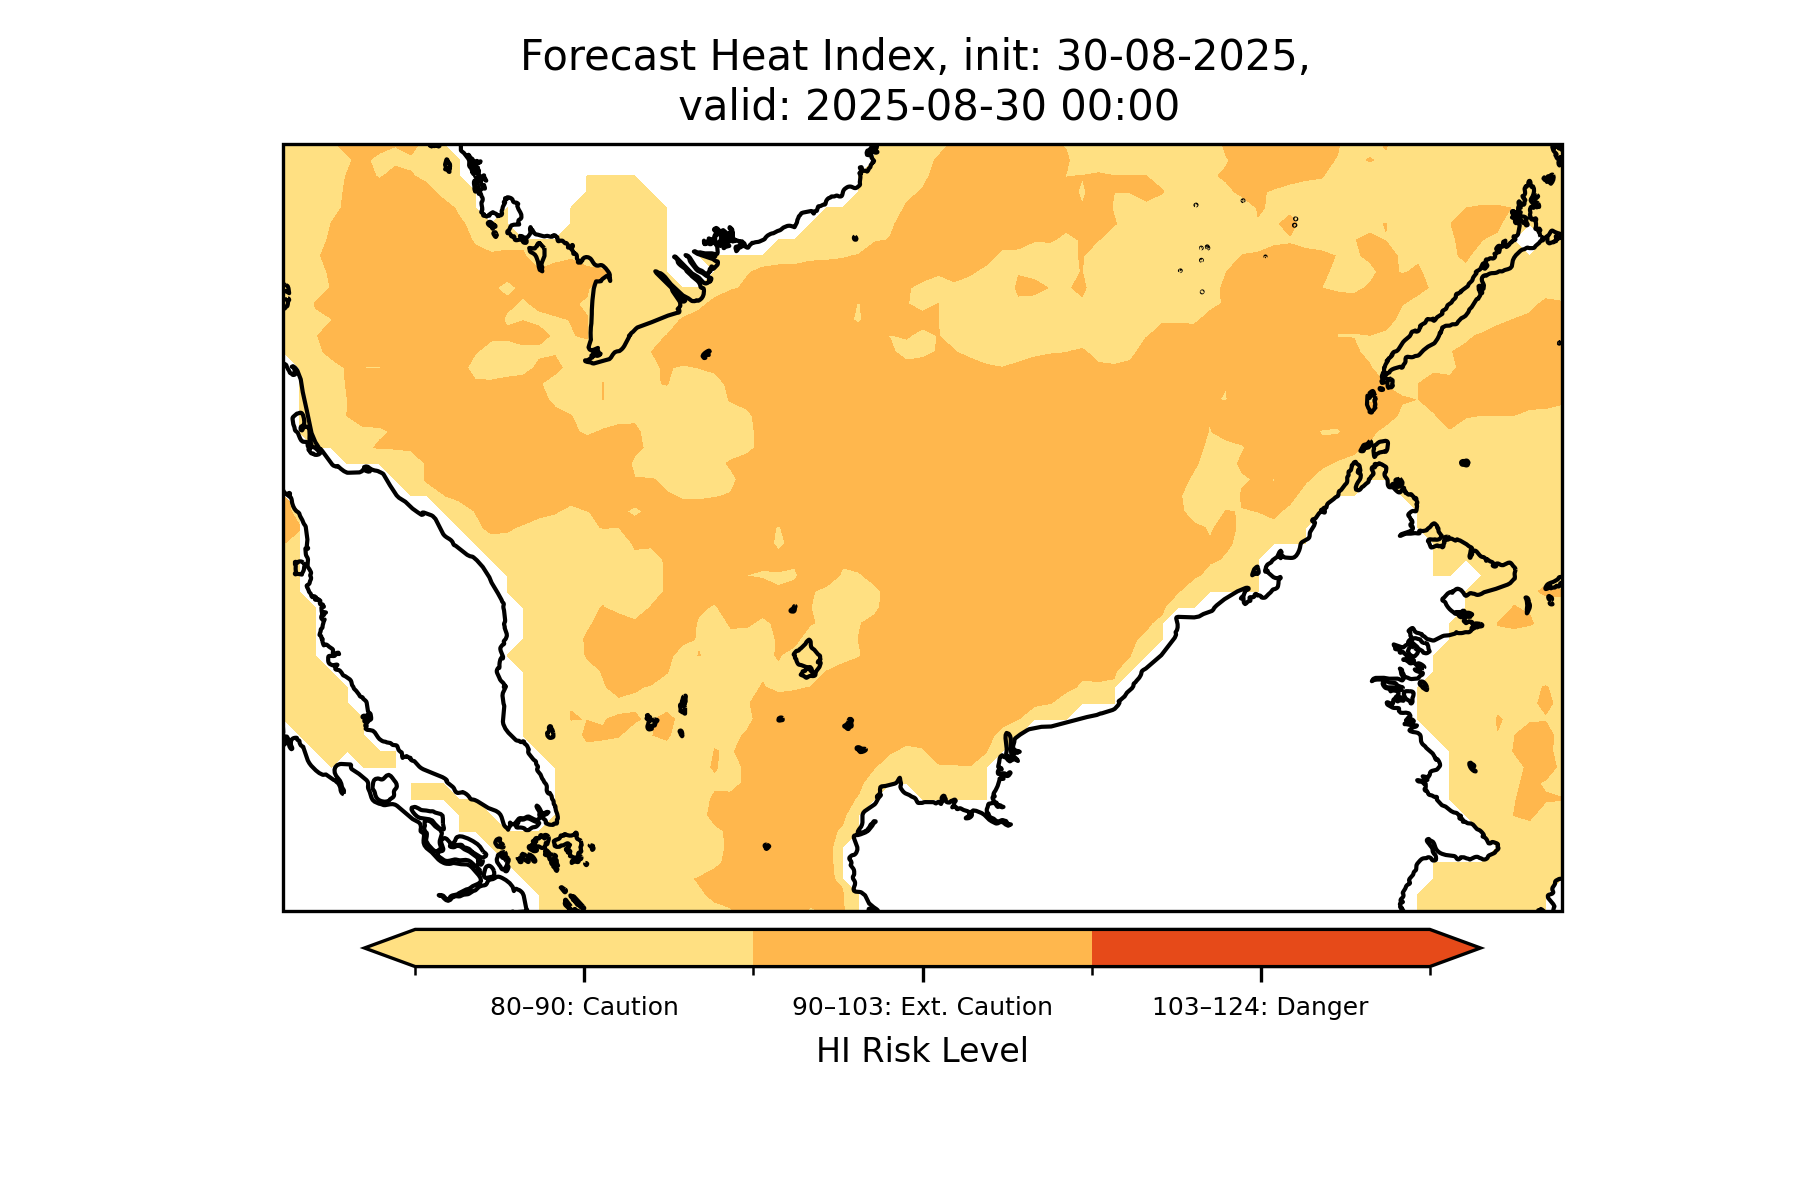 Forecast Heat Index, init: 30-08-2025,
valid: 2025-08-30 00:00
80–90: Caution
90–103: Ext. Caution
103–124: Danger
HI Risk Level